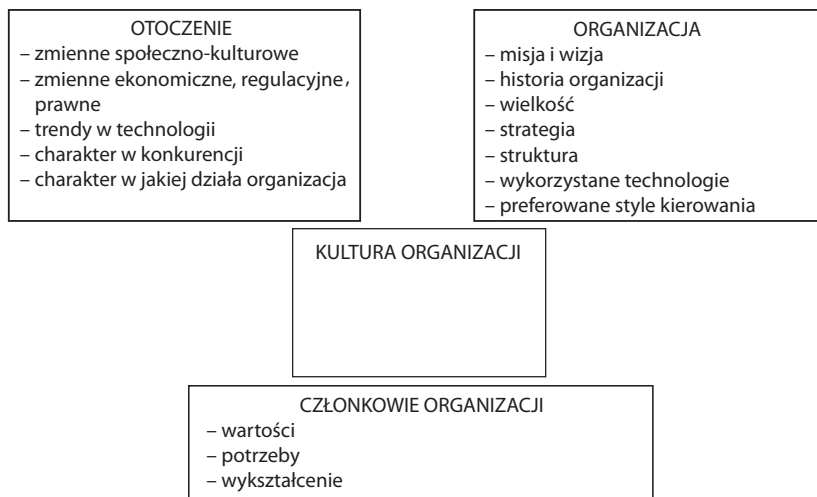 OTOCZENIE
– zmienne społeczno-kulturowe
– zmienne ekonomiczne, regulacyjne,
prawne
– trendy w technologii
– charakter w konkurencji
– charakter w jakiej działa organizacja
ORGANIZACJA
– misja i wizja
– historia organizacji
– wielkość
– strategia
– struktura
– wykorzystane technologie
– preferowane style kierowania
KULTURA ORGANIZACJI
CZŁONKOWIE ORGANIZACJI
– wartości
– potrzeby
– wykształcenie